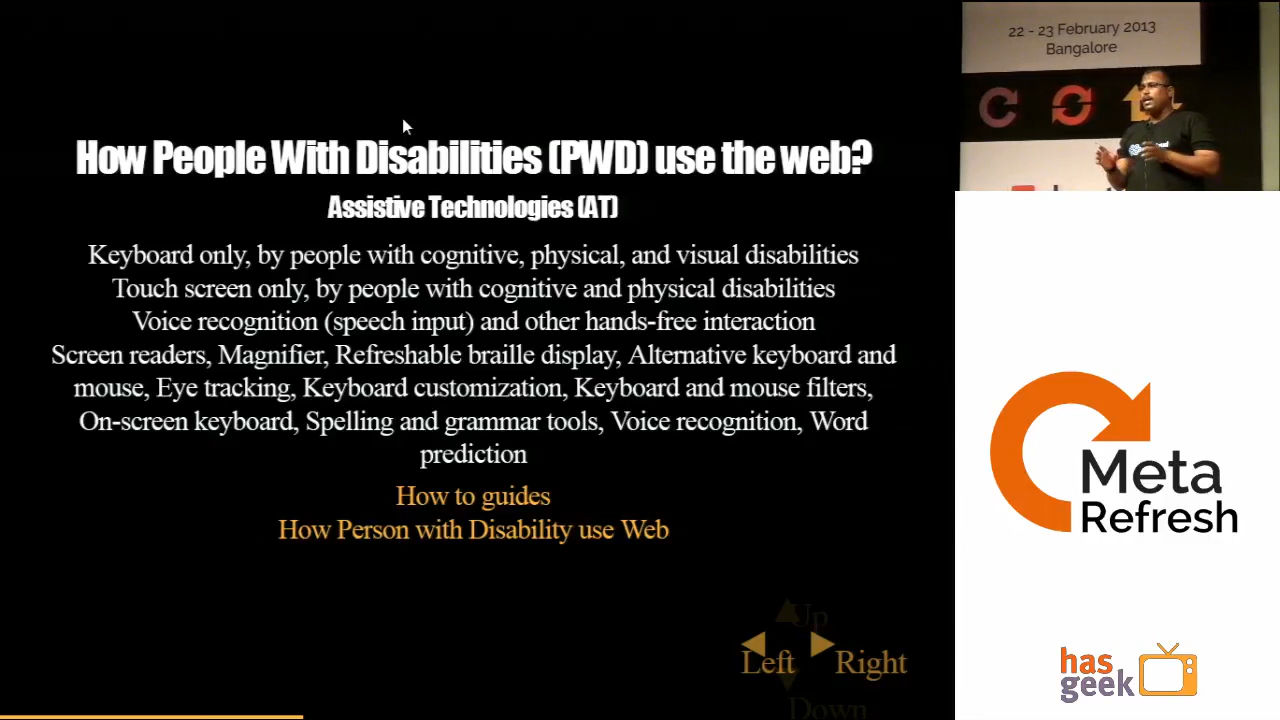 How People With Disabilities (PWD) use the web?
Assistive Technologies (AT)
Keyboard only, by people with cognitive, physical, and visual disabilities
Touch screen only, by people with cognitive and physical disabilities
Voice recognition (speech input) and other hands-free interaction
Screen readers, Magnifier, Refreshable braille display, Alternative keyboard and
mouse, Eye tracking, Keyboard customization, Keyboard and mouse filters,
On-screen keyboard, Spelling and grammar tools, Voice recognition, Word
prediction
How to guides
How Person with Disability use Web
Up
Left Right
Down
22 - 23 February 2013
Bangalore
Meta
Refresh
has
geek